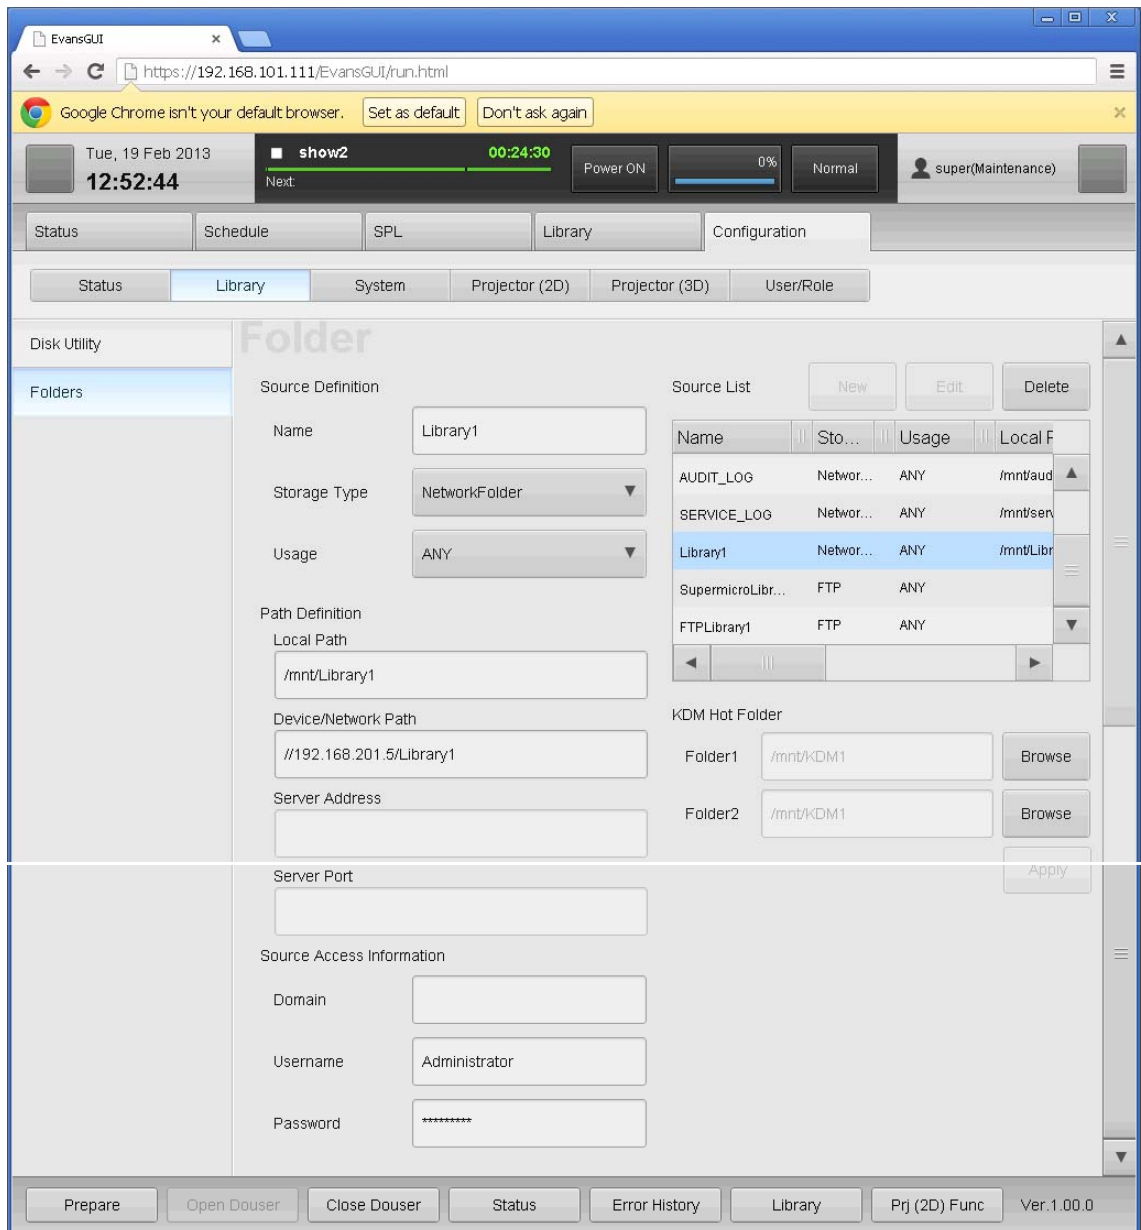 EvansGUI
https://192.168.101.111/EvansGUI/run.html
Google Chrome isn't your default browser. Set as default Don't ask again
Tue, 19 Feb 2013
12:52:44
show2 00:24:30
Next:
Power ON
0%
Normal
super(Maintenance)
Status Schedule SPL Library Configuration
Status Library System Projector (2D) Projector (3D) User/Role
Disk Utility
Folders
Folder
Source Definition
Name Library1
Storage Type NetworkFolder
Usage ANY
Path Definition
Local Path
/mnt/Library1
Device/Network Path
//192.168.201.5/Library1
Server Address
Server Port
Source Access Information
Domain
Username Administrator
Password *********
Source List New Edit Delete
Name Sto... Usage Local P
AUDIT_LOG Networ... ANY /mnt/aud
SERVICE_LOG Networ... ANY /mnt/serv
Library1 Networ... ANY /mnt/Libr
SupermicroLibr... FTP ANY
FTPLibrary1 FTP ANY
KDM Hot Folder
Folder1 /mnt/KDM1 Browse
Folder2 /mnt/KDM1 Browse
Apply
Prepare Open Douser Close Douser Status Error History Library Prj (2D) Func Ver.1.00.0